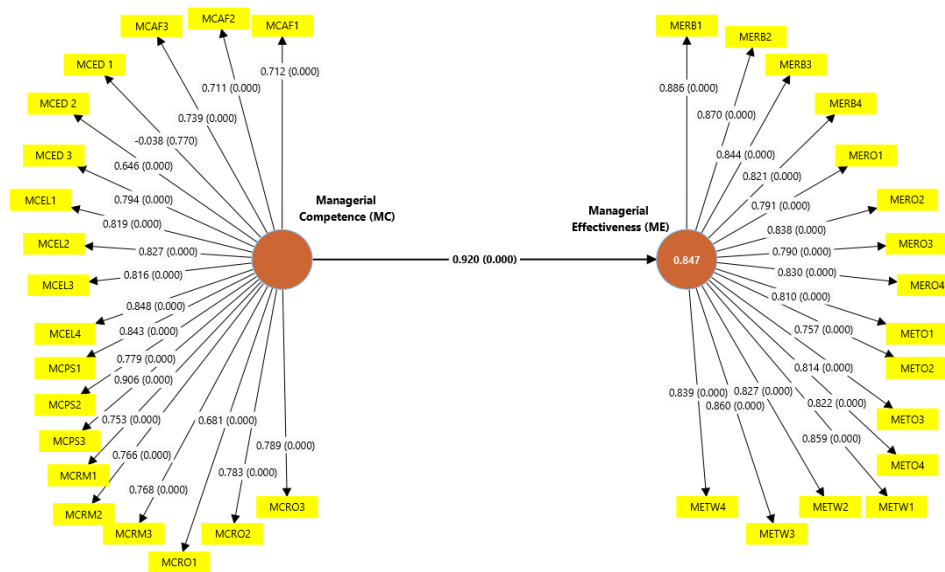 MCAF3
MCAF2
MCAF1
MCED 1
MCED 2
MCED 3
MCEL1
MCEL2
MCEL3
MCEL4
MCPS1
MCPS2
MCPS3
MCRM1
MCRM2
MCRM3
MCRO1
MCRO2
MCRO3
0.712 (0.000)
0.711 (0.000)
0.739 (0.000)
-0.038 (0.770)
0.646 (0.000)
0.794 (0.000)
0.819 (0.000)
0.827 (0.000)
0.816 (0.000)
0.848 (0.000)
0.843 (0.000)
0.779 (0.000)
0.906 (0.000)
0.753 (0.000)
0.766 (0.000)
0.768 (0.000)
0.681 (0.000)
0.783 (0.000)
0.789 (0.000)
Managerial
Competence (MC)
0.920 (0.000)
Managerial
Effectiveness (ME)
0.847
MERB1
MERB2
MERB3
MERB4
MERO1
MERO2
MERO3
MERO4
METO1
METO2
METO3
METO4
METW1
METW2
METW3
METW4
0.886 (0.000)
0.870 (0.000)
0.844 (0.000)
0.821 (0.000)
0.791 (0.000)
0.838 (0.000)
0.790 (0.000)
0.830 (0.000)
0.810 (0.000)
0.757 (0.000)
0.814 (0.000)
0.822 (0.000)
0.859 (0.000)
0.827 (0.000)
0.860 (0.000)
0.839 (0.000)